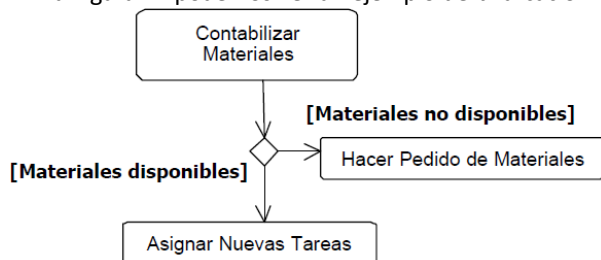 Contabilizar
Materiales
[Materiales no disponibles]
Hacer Pedido de Materiales
[Materiales disponibles]
Asignar Nuevas Tareas